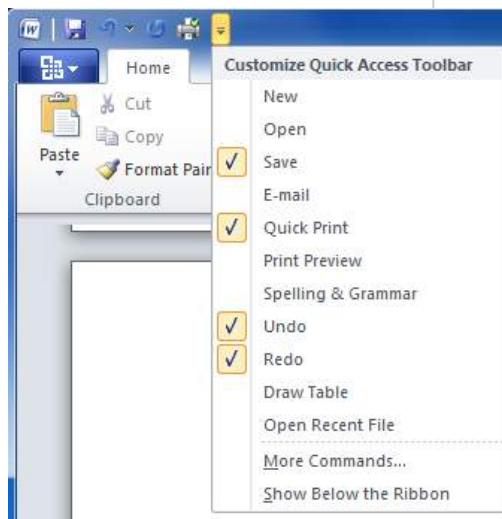 W
Home
Customize Quick Access Toolbar
Cut
Copy
Paste
Format Pain
Clipboard
New
Open
Save
E-mail
Quick Print
Print Preview
Spelling & Grammar
Undo
Redo
Draw Table
Open Recent File
More Commands...
Show Below the Ribbon